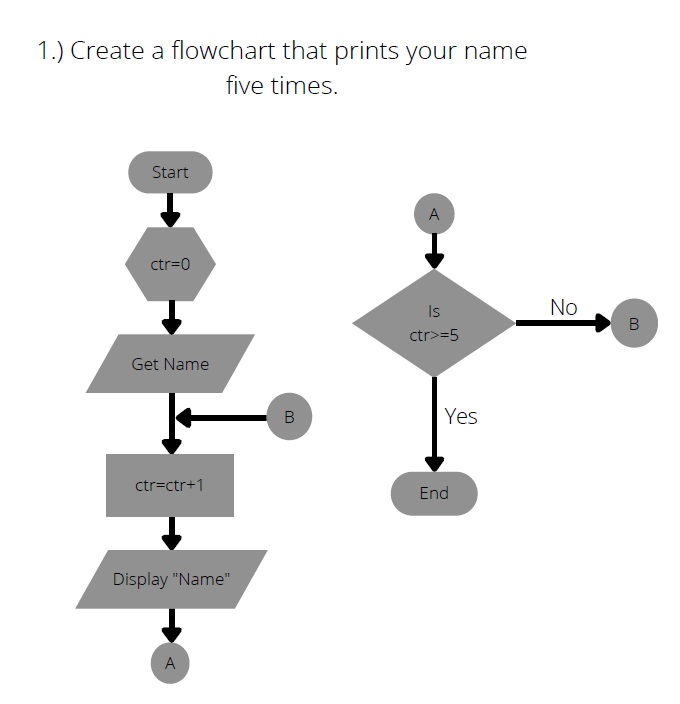 1.) Create a flowchart that prints your name
five times.
Start
ctr=0
Get Name
B
ctr=ctr+1
Display "Name"
A
A
Is
ctr>=5
No
B
Yes
End